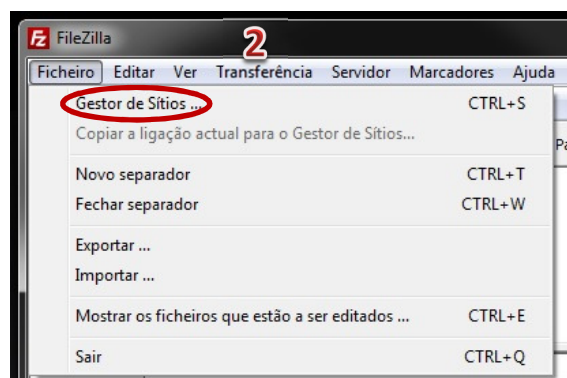 FileZilla
2
Ficheiro Editar Ver Transferência Servidor Marcadores Ajuda
Gestor de Sítios ... CTRL+S
Copiar a ligação actual para o Gestor de Sítios...
Novo separador CTRL+T
Fechar separador CTRL+W
Exportar ...
Importar ...
Mostrar os ficheiros que estão a ser editados ... CTRL+E
Sair CTRL+Q